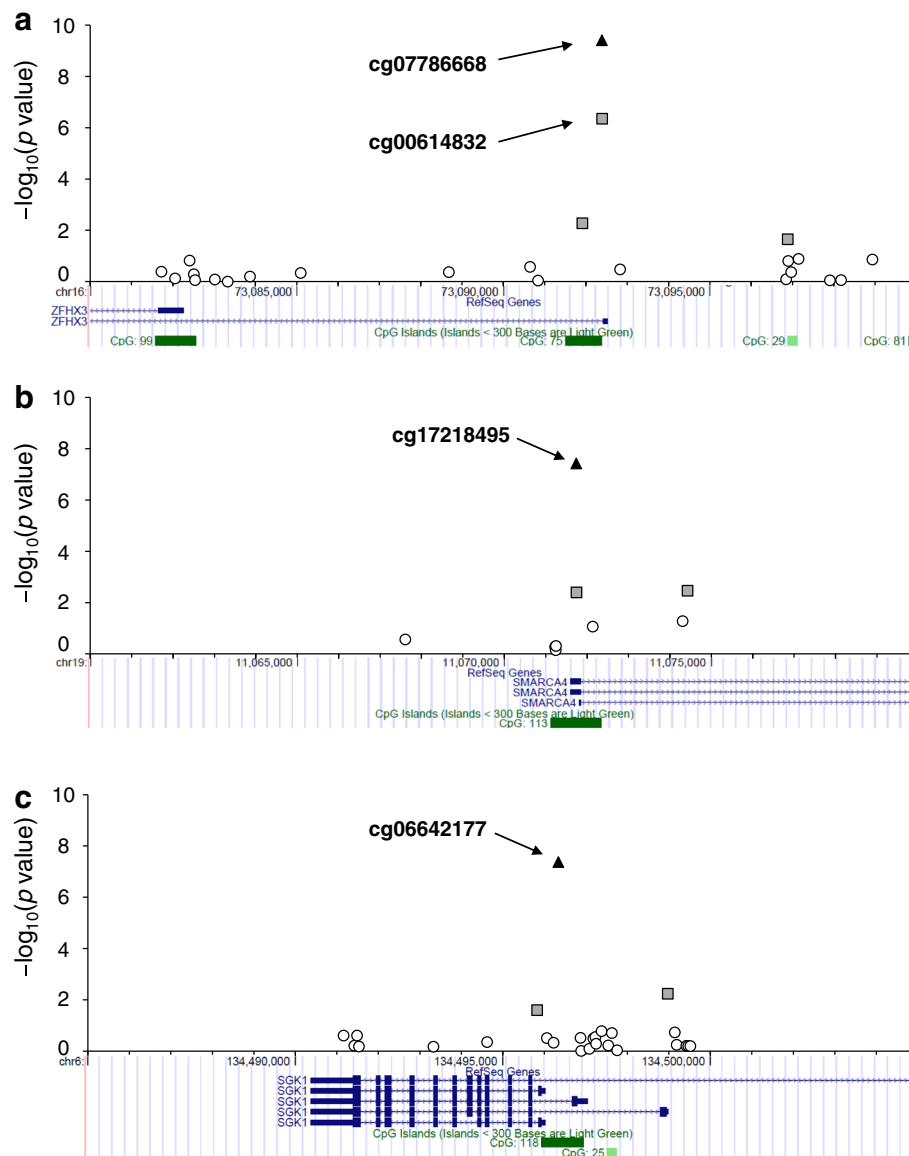 a
10
cg07786668
8
6
cg00614832
4
2
0
−log10(p value)
chr16:
73,085,000
73,090,000
73,095,000
RefSeq Genes
ZFHX3
ZFHX3
CpG Islands (Islands < 300 Bases are Light Green)
CpG: 99
CpG: 75
CpG: 29
CpG: 81
b
10
cg17218495
8
6
4
2
0
−log10(p value)
chr19:
11,065,000
11,070,000
11,075,000
RefSeq Genes
SMARCA4
SMARCA4
SMARCA4
CpG Islands (Islands < 300 Bases are Light Green)
CpG: 113
c
10
cg06642177
8
6
4
2
0
−log10(p value)
chr6:
134,490,000
134,495,000
134,500,000
RefSeq Genes
SGK1
SGK1
SGK1
SGK1
SGK1
CpG Islands (Islands < 300 Bases are Light Green)
CpG: 118
CpG: 25